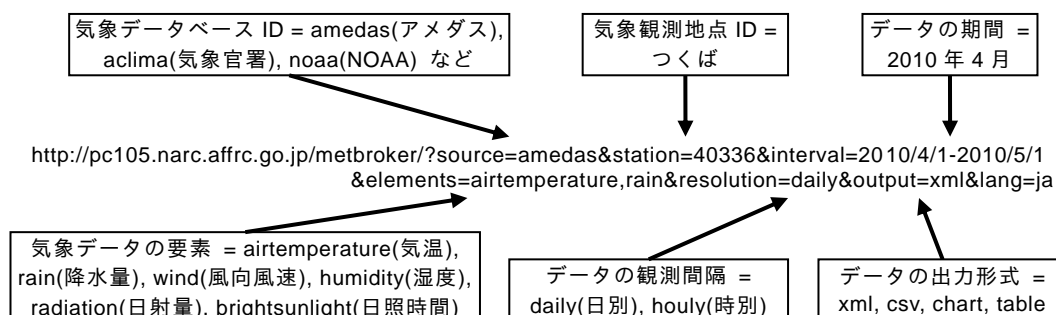 気象データベース ID = amedas(アメダス),
aclima(気象官署), noaa(NOAA) など
気象観測地点 ID =
つくば
データの期間 =
2010 年 4 月
http://pc105.narc.affrc.go.jp/metbroker/?source=amedas&station=40336&interval=2010/4/1-2010/5/1
&elements=airtemperature,rain&resolution=daily&output=xml&lang=ja
気象データの要素 = airtemperature(気温),
rain(降水量), wind(風向風速), humidity(湿度),
radiation(日射量), brightsunlight(日照時間)
データの観測間隔 =
daily(日別), houly(時別)
データの出力形式 =
xml, csv, chart, table